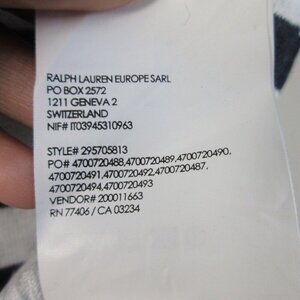 RALPH LAUREN EUROPE SARL
PO BOX 2572
1211 GENEVA 2
SWITZERLAND
NIF# IT03945310963
STYLE# 295705813
PO# 4700720488,4700720489,4700720490,
4700720491,4700720492,4700720487,
4700720494,4700720493
VENDOR# 200011663
RN 77406 / CA 03234